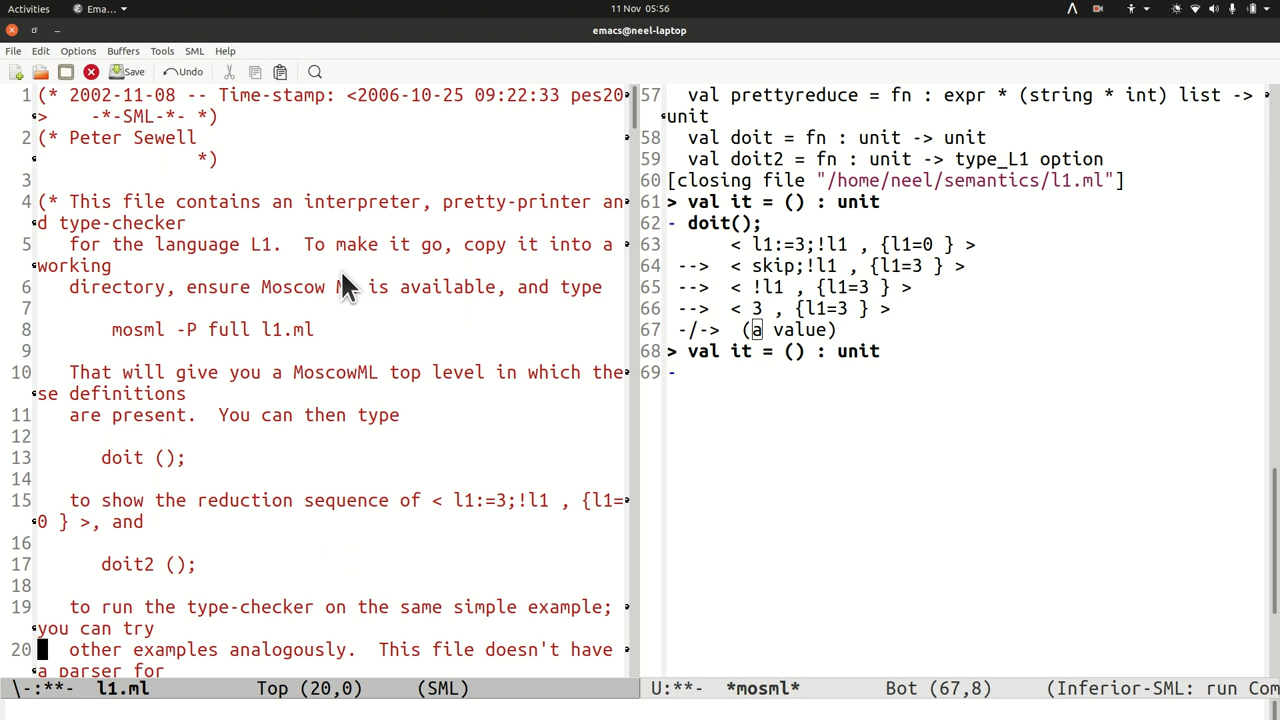 Activities
Ema...
11 Nov 05:56
emacs@neel-laptop
File Edit Options Buffers Tools SML Help
Save Undo
1 (* 2002-11-08 -- Time-stamp: <2006-10-25 09:22:33 pes20
> -*-SML-*- *)
2 (* Peter Sewell
*)
3
4 (* This file contains an interpreter, pretty-printer an
d type-checker
5 for the language L1. To make it go, copy it into a
working
6 directory, ensure Moscow M is available, and type
7
8 mosml -P full l1.ml
9
10 That will give you a MoscowML top level in which the
se definitions
11 are present. You can then type
12
13 doit ();
14
15 to show the reduction sequence of < l1:=3;!l1 , {l1=
0 } >, and
16
17 doit2 ();
18
19 to run the type-checker on the same simple example;
you can try
20 other examples analogously. This file doesn't have
a parser for
\-:**- l1.ml Top (20,0) (SML)
57 val prettyreduce = fn : expr * (string * int) list ->
unit
58 val doit = fn : unit -> unit
59 val doit2 = fn : unit -> type_L1 option
60 [closing file "/home/neel/semantics/l1.ml"]
61 > val it = () : unit
62 - doit();
63 < l1:=3;!l1 , {l1=0 } >
64 --> < skip;!l1 , {l1=3 } >
65 --> < !l1 , {l1=3 } >
66 --> < 3 , {l1=3 } >
67 -/-> (a value)
68 > val it = () : unit
69 -
U:**- *mosml* Bot (67,8) (Inferior-SML: run Com